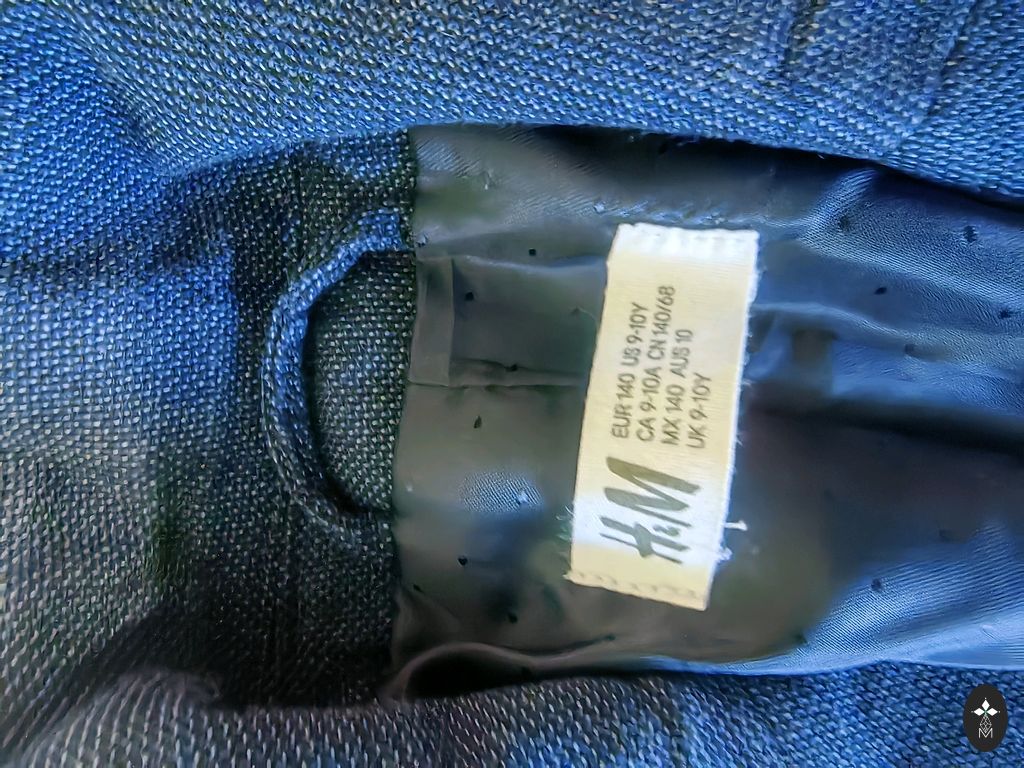 H&M
EUR 140 US 9-10Y
CA 9-10A CN 140/68
MX 140 AUS 10
UK 9-10Y
M